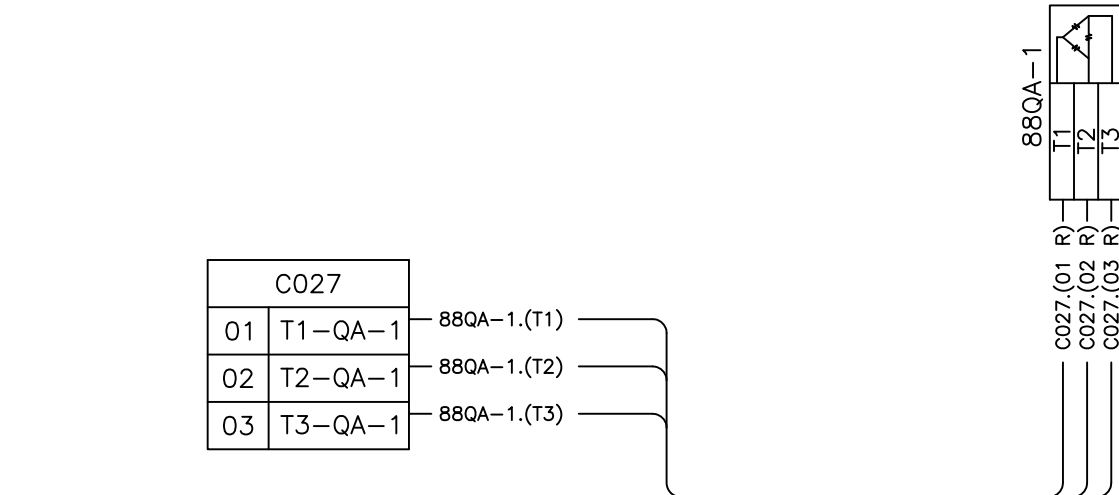 88QA-1
T1
T2
T3
C027.(01 R)
C027.(02 R)
C027.(03 R)
C027
01 T1-QA-1 88QA-1.(T1)
02 T2-QA-1 88QA-1.(T2)
03 T3-QA-1 88QA-1.(T3)